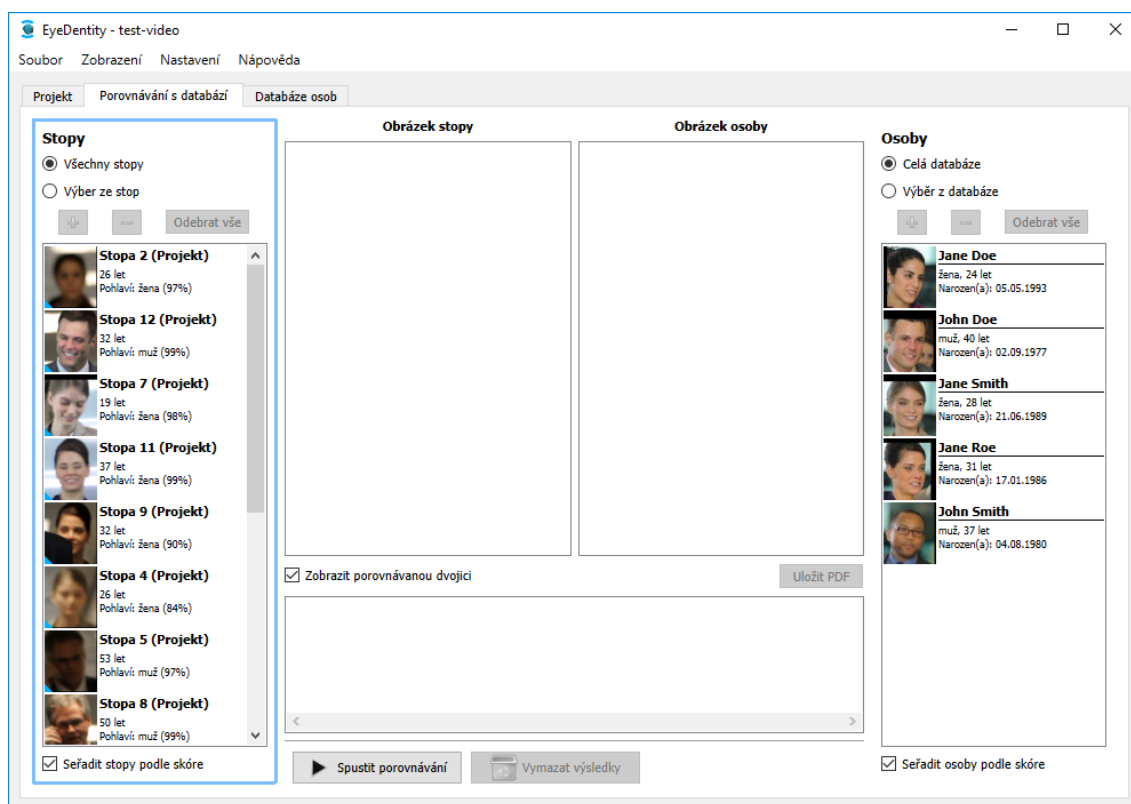 EyeDentity - test-video
Soubor Zobrazení Nastavení Nápověda
Projekt Porovnávání s databází Databáze osob
Stopy
Všechny stopy
Výber ze stop
Odebrat vše
Stopa 2 (Projekt)
26 let
Pohlaví: žena (97%)
Stopa 12 (Projekt)
32 let
Pohlaví: muž (99%)
Stopa 7 (Projekt)
19 let
Pohlaví: žena (98%)
Stopa 11 (Projekt)
37 let
Pohlaví: žena (99%)
Stopa 9 (Projekt)
32 let
Pohlaví: žena (90%)
Stopa 4 (Projekt)
26 let
Pohlaví: žena (84%)
Stopa 5 (Projekt)
53 let
Pohlaví: muž (97%)
Stopa 8 (Projekt)
50 let
Pohlaví: muž (99%)
Seřadit stopy podle skóre
Obrázek stopy
Obrázek osoby
Zobrazit porovnávanou dvojici
Uložit PDF
Spustit porovnávání
Vymazat výsledky
Osoby
Celá databáze
Výběr z databáze
Odebrat vše
Jane Doe
žena, 24 let
Narozen(a): 05.05.1993
John Doe
muž, 40 let
Narozen(a): 02.09.1977
Jane Smith
žena, 28 let
Narozen(a): 21.06.1989
Jane Roe
žena, 31 let
Narozen(a): 17.01.1986
John Smith
muž, 37 let
Narozen(a): 04.08.1980
Seřadit osoby podle skóre